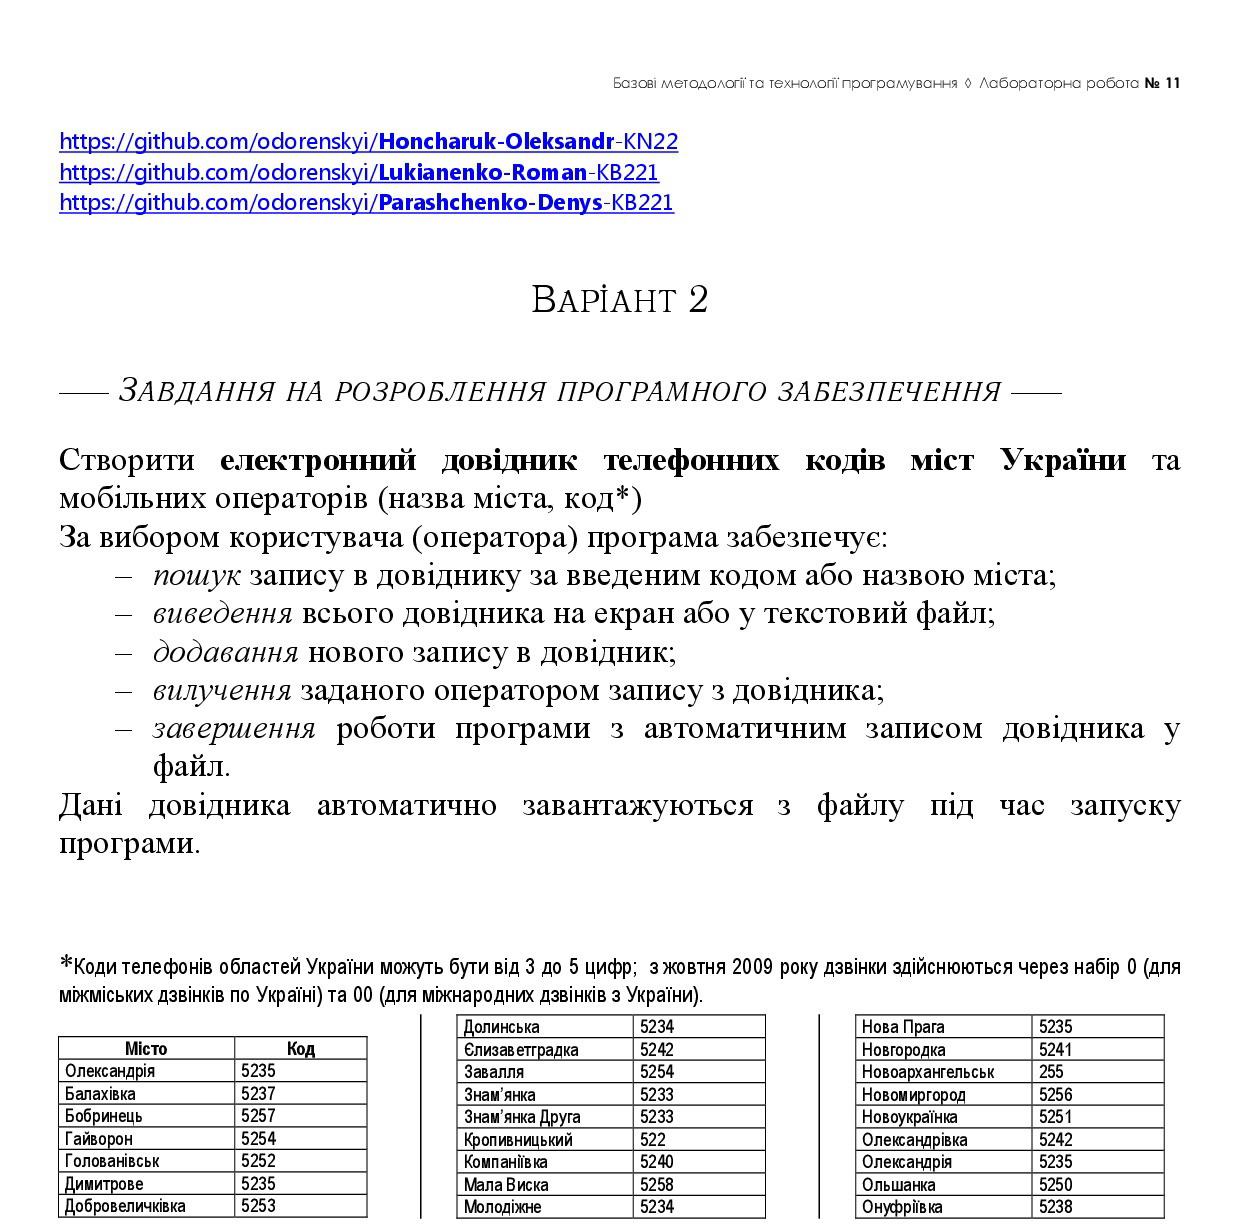 Базові методології та технології програмування ◊ Лабораторна робота № 11
https://github.com/odorenskyi/Honcharuk-Oleksandr-KN22
https://github.com/odorenskyi/Lukianenko-Roman-KB221
https://github.com/odorenskyi/Parashchenko-Denys-KB221
Варіант 2
—— Завдання на розроблення програмного забезпечення ——
Створити електронний довідник телефонних кодів міст України та
мобільних операторів (назва міста, код*)
За вибором користувача (оператора) програма забезпечує:
– пошук запису в довіднику за введеним кодом або назвою міста;
– виведення всього довідника на екран або у текстовий файл;
– додавання нового запису в довідник;
– вилучення заданого оператором запису з довідника;
– завершення роботи програми з автоматичним записом довідника у
файл.
Дані довідника автоматично завантажуються з файлу під час запуску
програми.
*Коди телефонів областей України можуть бути від 3 до 5 цифр; з жовтня 2009 року дзвінки здійснюються через набір 0 (для
міжміських дзвінків по Україні) та 00 (для міжнародних дзвінків з України).
Місто Код
Олександрія 5235
Балахівка 5237
Бобринець 5257
Гайворон 5254
Голованівськ 5252
Димитрове 5235
Добровеличківка 5253
Долинська 5234
Єлизаветградка 5242
Завалля 5254
Знам'янка 5233
Знам'янка Друга 5233
Кропивницький 522
Компаніївка 5240
Мала Виска 5258
Молодіжне 5234
Нова Прага 5235
Новгородка 5241
Новоархангельськ 255
Новомиргород 5256
Новоукраїнка 5251
Олександрівка 5242
Олександрія 5235
Ольшанка 5250
Онуфріївка 5238